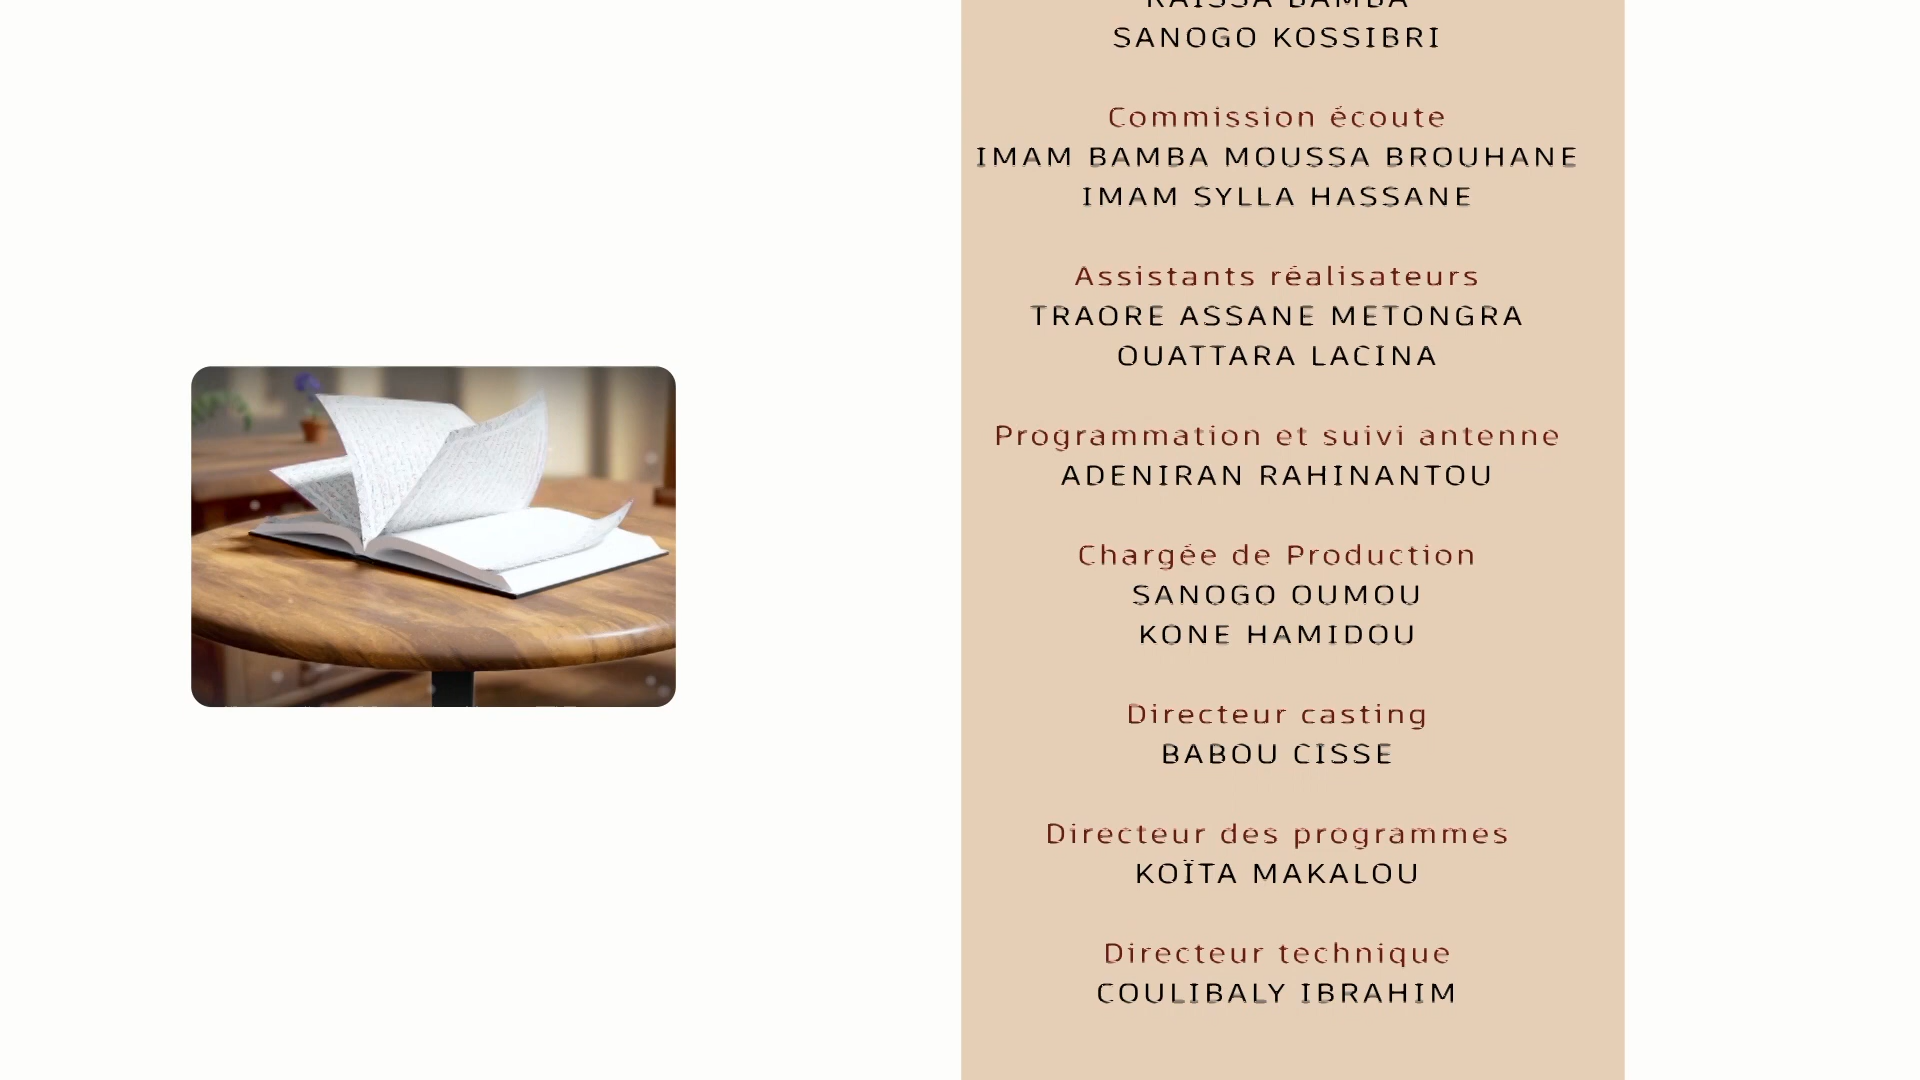 RAISSA BAMBA
SANOGO KOSSIBRI
Commission écoute
IMAM BAMBA MOUSSA BROUHANE
IMAM SYLLA HASSANE
Assistants réalisateurs
TRAORE ASSANE METONGRA
OUATTARA LACINA
Programmation et suivi antenne
ADENIRAN RAHINANTOU
Chargée de Production
SANOGO OUMOU
KONE HAMIDOU
Directeur casting
BABOU CISSE
Directeur des programmes
KOÏTA MAKALOU
Directeur technique
COULIBALY IBRAHIM